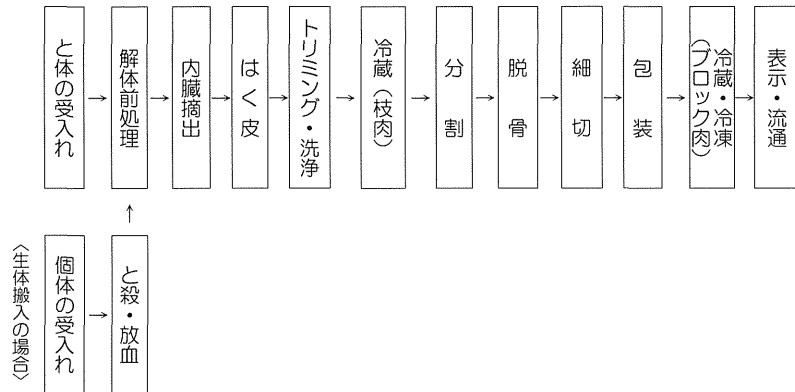 と体の受入れ
解体前処理
内臓摘出
はく皮
トリミング・洗浄
冷蔵（枝肉）
分割
脱骨
細切
包装
冷蔵・冷凍
（ブロック肉）
表示・流通
〈生体搬入の場合〉
個体の受入れ
と殺・放血